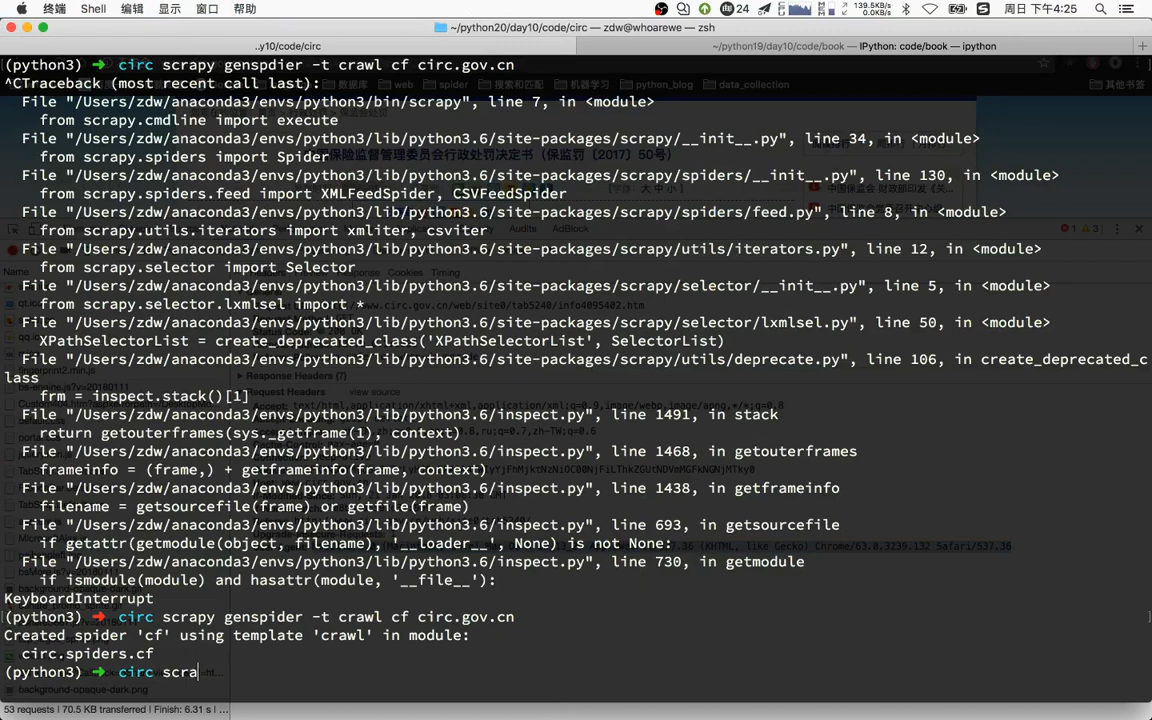 终端 Shell 编辑 显示 窗口 帮助
24
139.5KB/s
0.0KB/s
周日 下午4:25
~/python20/day10/code/circ — zdw@whoarewe — zsh
..y10/code/circ
~/python19/day10/code/book — IPython: code/book — ipython
(python3) ➜ circ scrapy genspdier -t crawl cf circ.gov.cn
^CTraceback (most recent call last):
File "/Users/zdw/anaconda3/envs/python3/bin/scrapy", line 7, in <module>
from scrapy.cmdline import execute
File "/Users/zdw/anaconda3/envs/python3/lib/python3.6/site-packages/scrapy/__init__.py", line 34, in <module>
from scrapy.spiders import Spider
File "/Users/zdw/anaconda3/envs/python3/lib/python3.6/site-packages/scrapy/spiders/__init__.py", line 130, in <module>
from scrapy.spiders.feed import XMLFeedSpider, CSVFeedSpider
File "/Users/zdw/anaconda3/envs/python3/lib/python3.6/site-packages/scrapy/spiders/feed.py", line 8, in <module>
from scrapy.utils.iterators import xmliter, csviter
File "/Users/zdw/anaconda3/envs/python3/lib/python3.6/site-packages/scrapy/utils/iterators.py", line 12, in <module>
from scrapy.selector import Selector
File "/Users/zdw/anaconda3/envs/python3/lib/python3.6/site-packages/scrapy/selector/__init__.py", line 5, in <module>
from scrapy.selector.lxmlsel import *
File "/Users/zdw/anaconda3/envs/python3/lib/python3.6/site-packages/scrapy/selector/lxmlsel.py", line 50, in <module>
XPathSelectorList = create_deprecated_class('XPathSelectorList', SelectorList)
File "/Users/zdw/anaconda3/envs/python3/lib/python3.6/site-packages/scrapy/utils/deprecate.py", line 106, in create_deprecated_c
lass
frm = inspect.stack()[1]
File "/Users/zdw/anaconda3/envs/python3/lib/python3.6/inspect.py", line 1491, in stack
return getouterframes(sys._getframe(1), context)
File "/Users/zdw/anaconda3/envs/python3/lib/python3.6/inspect.py", line 1468, in getouterframes
frameinfo = (frame,) + getframeinfo(frame, context)
File "/Users/zdw/anaconda3/envs/python3/lib/python3.6/inspect.py", line 1438, in getframeinfo
filename = getsourcefile(frame) or getfile(frame)
File "/Users/zdw/anaconda3/envs/python3/lib/python3.6/inspect.py", line 693, in getsourcefile
if getattr(getmodule(object, filename), '__loader__', None) is not None:
File "/Users/zdw/anaconda3/envs/python3/lib/python3.6/inspect.py", line 730, in getmodule
if ismodule(module) and hasattr(module, '__file__'):
KeyboardInterrupt
(python3) ➜ circ scrapy genspider -t crawl cf circ.gov.cn
Created spider 'cf' using template 'crawl' in module:
circ.spiders.cf
(python3) ➜ circ scra
background-opaque-dark.png
53 requests | 70.5 KB transferred | Finish: 6.31 s | ...